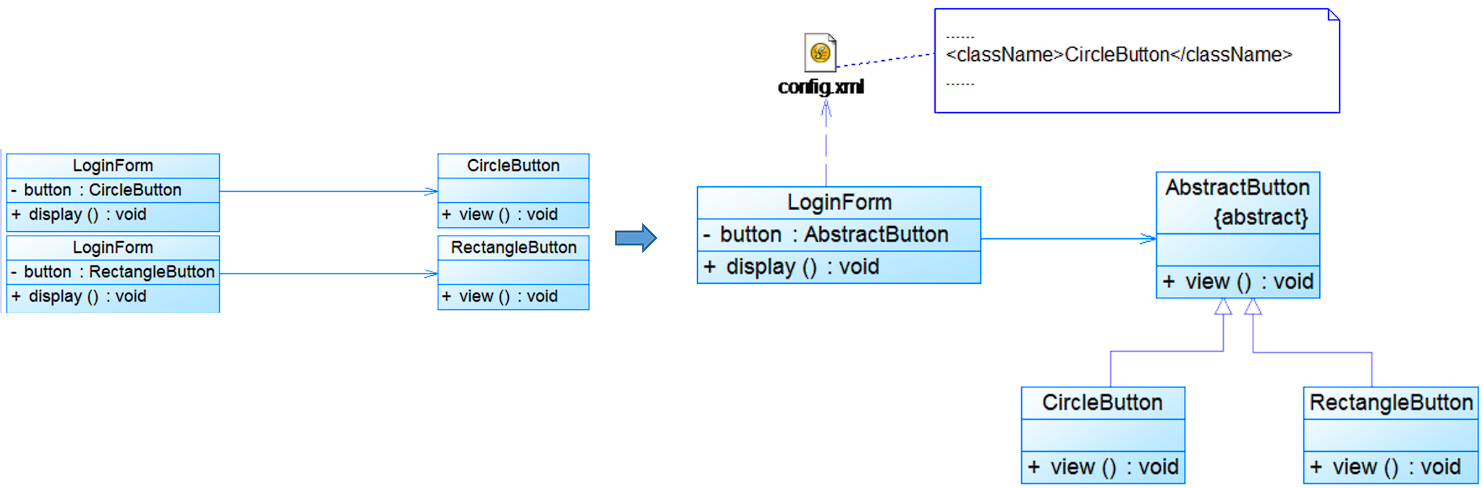 LoginForm
- button : CircleButton
+ display () : void
CircleButton
+ view () : void
LoginForm
- button : RectangleButton
+ display () : void
RectangleButton
+ view () : void
config.xml
......
<className>CircleButton</className>
......
LoginForm
- button : AbstractButton
+ display () : void
AbstractButton
{abstract}
+ view () : void
CircleButton
+ view () : void
RectangleButton
+ view () : void